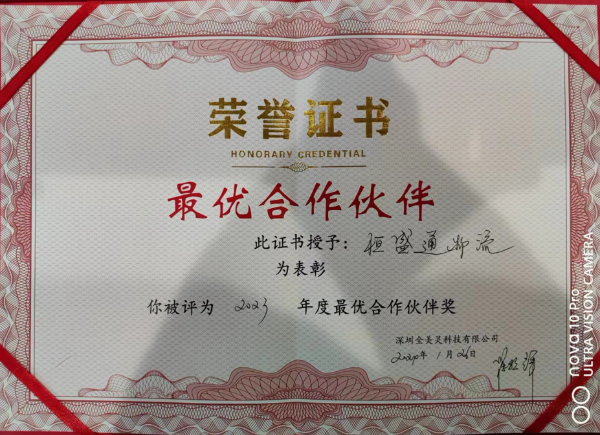 荣誉证书
HONORARY CREDENTIAL
最优合作伙伴
此证书授予: 恒盛通物流
为表彰
你被评为 2023 年度最优合作伙伴奖
深圳全美灵科技有限公司
年1月26日
nova 10 Pro
ULTRA VISION CAMERA